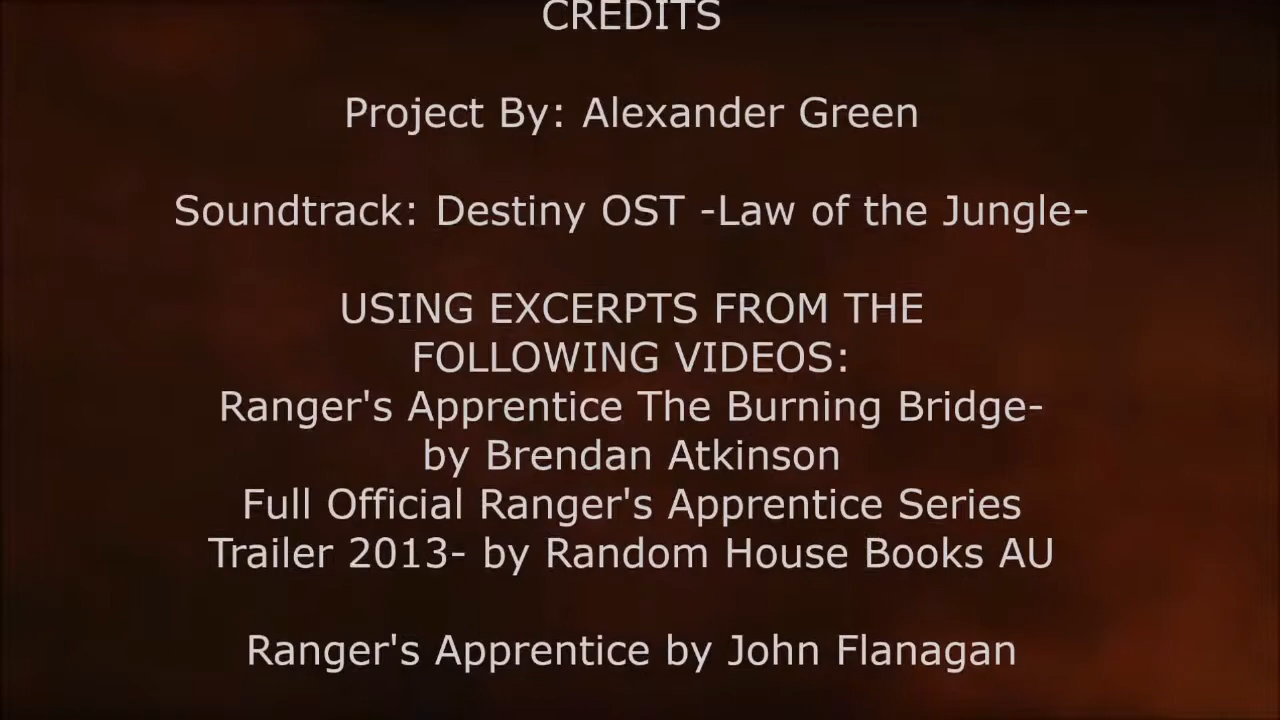 CREDITS
Project By: Alexander Green
Soundtrack: Destiny OST -Law of the Jungle-
USING EXCERPTS FROM THE
FOLLOWING VIDEOS:
Ranger's Apprentice The Burning Bridge-
by Brendan Atkinson
Full Official Ranger's Apprentice Series
Trailer 2013- by Random House Books AU
Ranger's Apprentice by John Flanagan